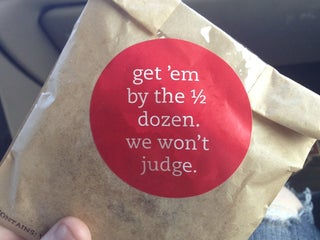 get 'em
by the ½
dozen.
we won't
judge.